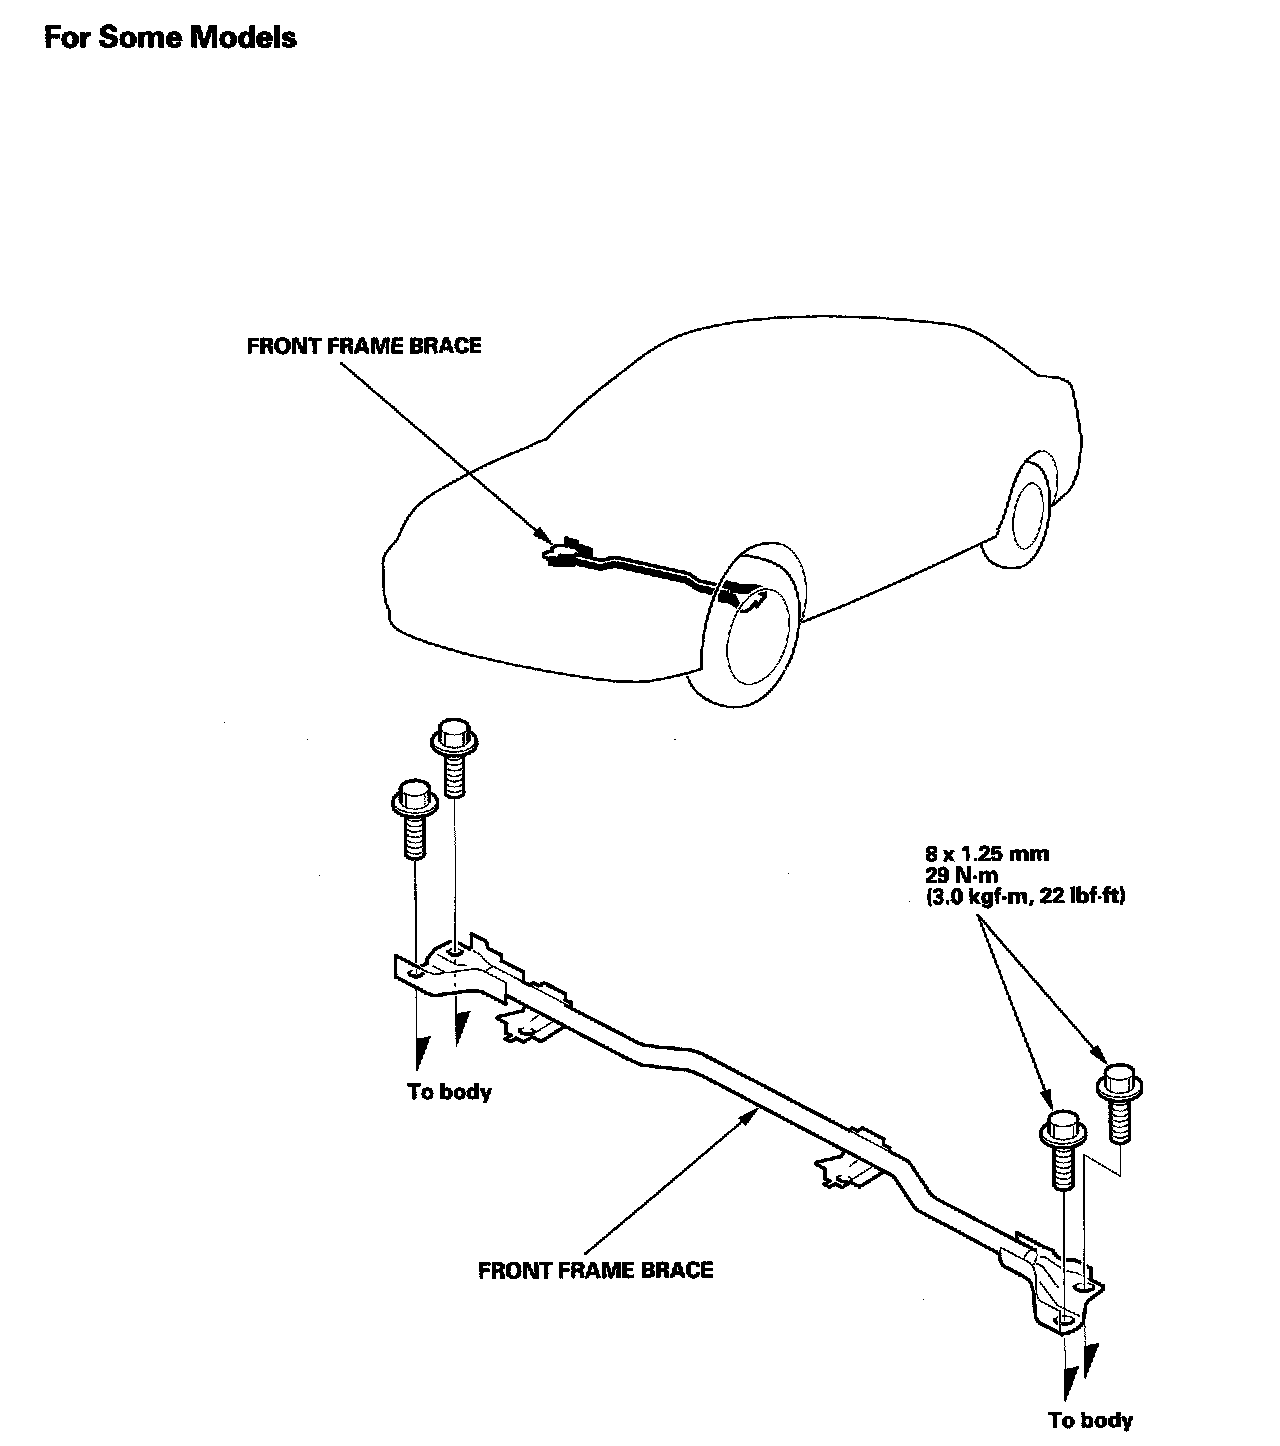 For Some Models
FRONT FRAME BRACE
8 x 1.25 mm
29 N·m
(3.0 kgf·m, 22 lbf·ft)
To body
FRONT FRAME BRACE
To body